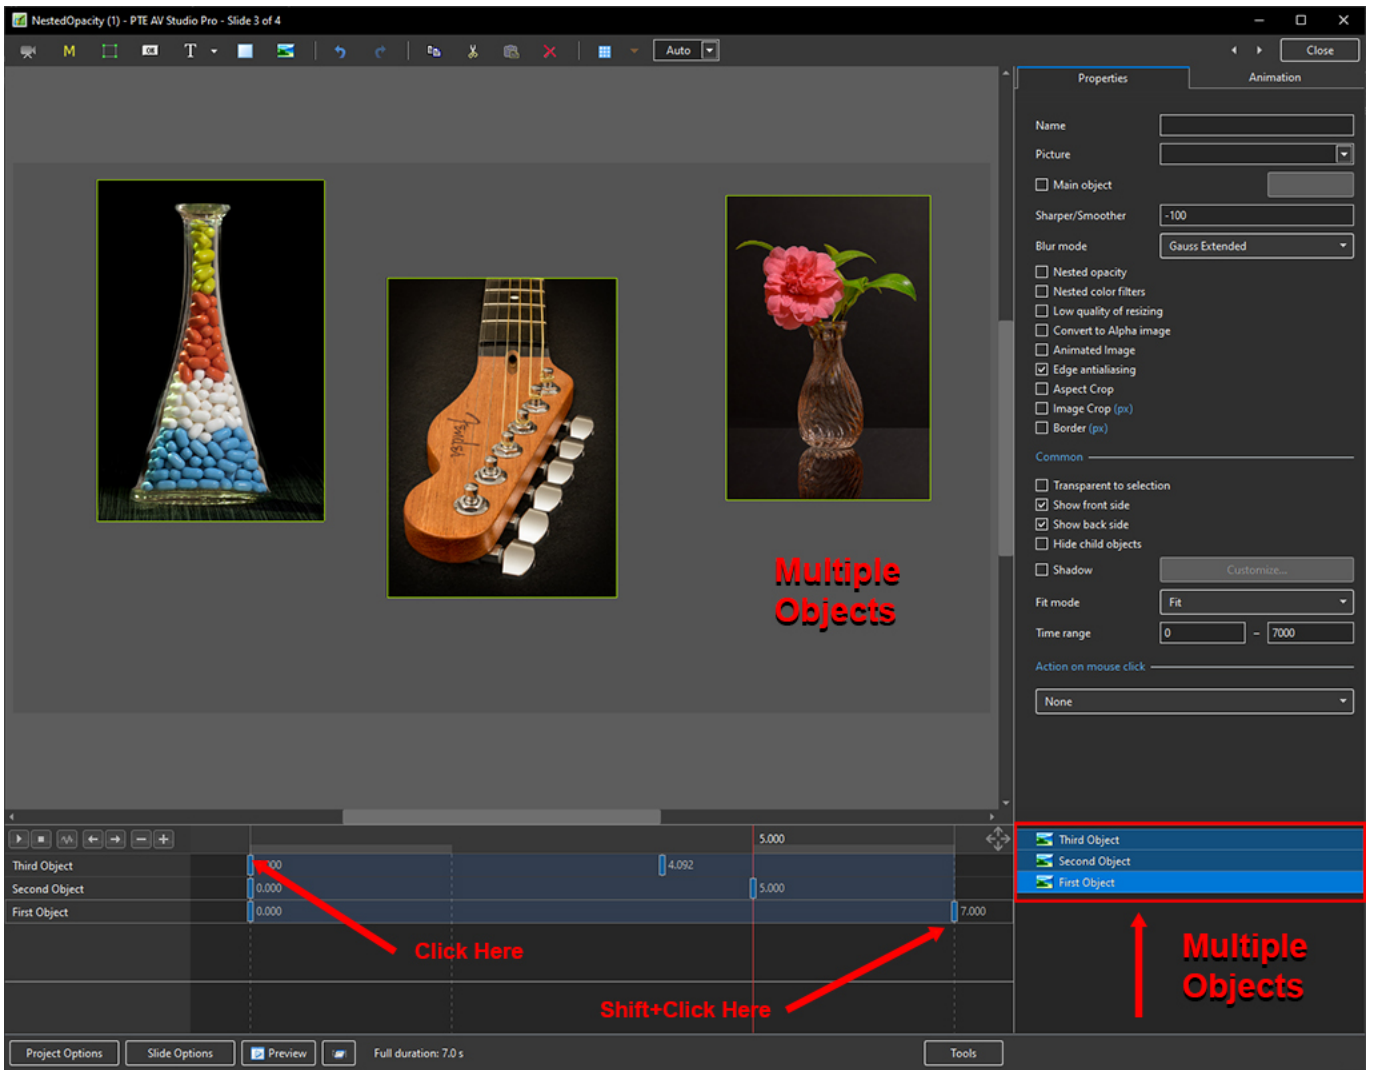 NestedOpacity (1) - PTE AV Studio Pro - Slide 3 of 4
M
OK
T
Auto
Close
Properties
Animation
Name
Picture
Main object
Sharper/Smoother
-100
Blur mode
Gauss Extended
Nested opacity
Nested color filters
Low quality of resizing
Convert to Alpha image
Animated Image
Edge antialiasing
Aspect Crop
Image Crop (px)
Border (px)
Common
Transparent to selection
Show front side
Show back side
Hide child objects
Shadow
Customize...
Fit mode
Fit
Time range
0 - 7000
Action on mouse click
None
Fender
Multiple
Objects
5.000
Third Object
4.092
Second Object
0.000
5.000
First Object
0.000
7.000
Click Here
Shift+Click Here
Third Object
Second Object
First Object
Multiple
Objects
Project Options
Slide Options
Preview
Full duration: 7.0 s
Tools